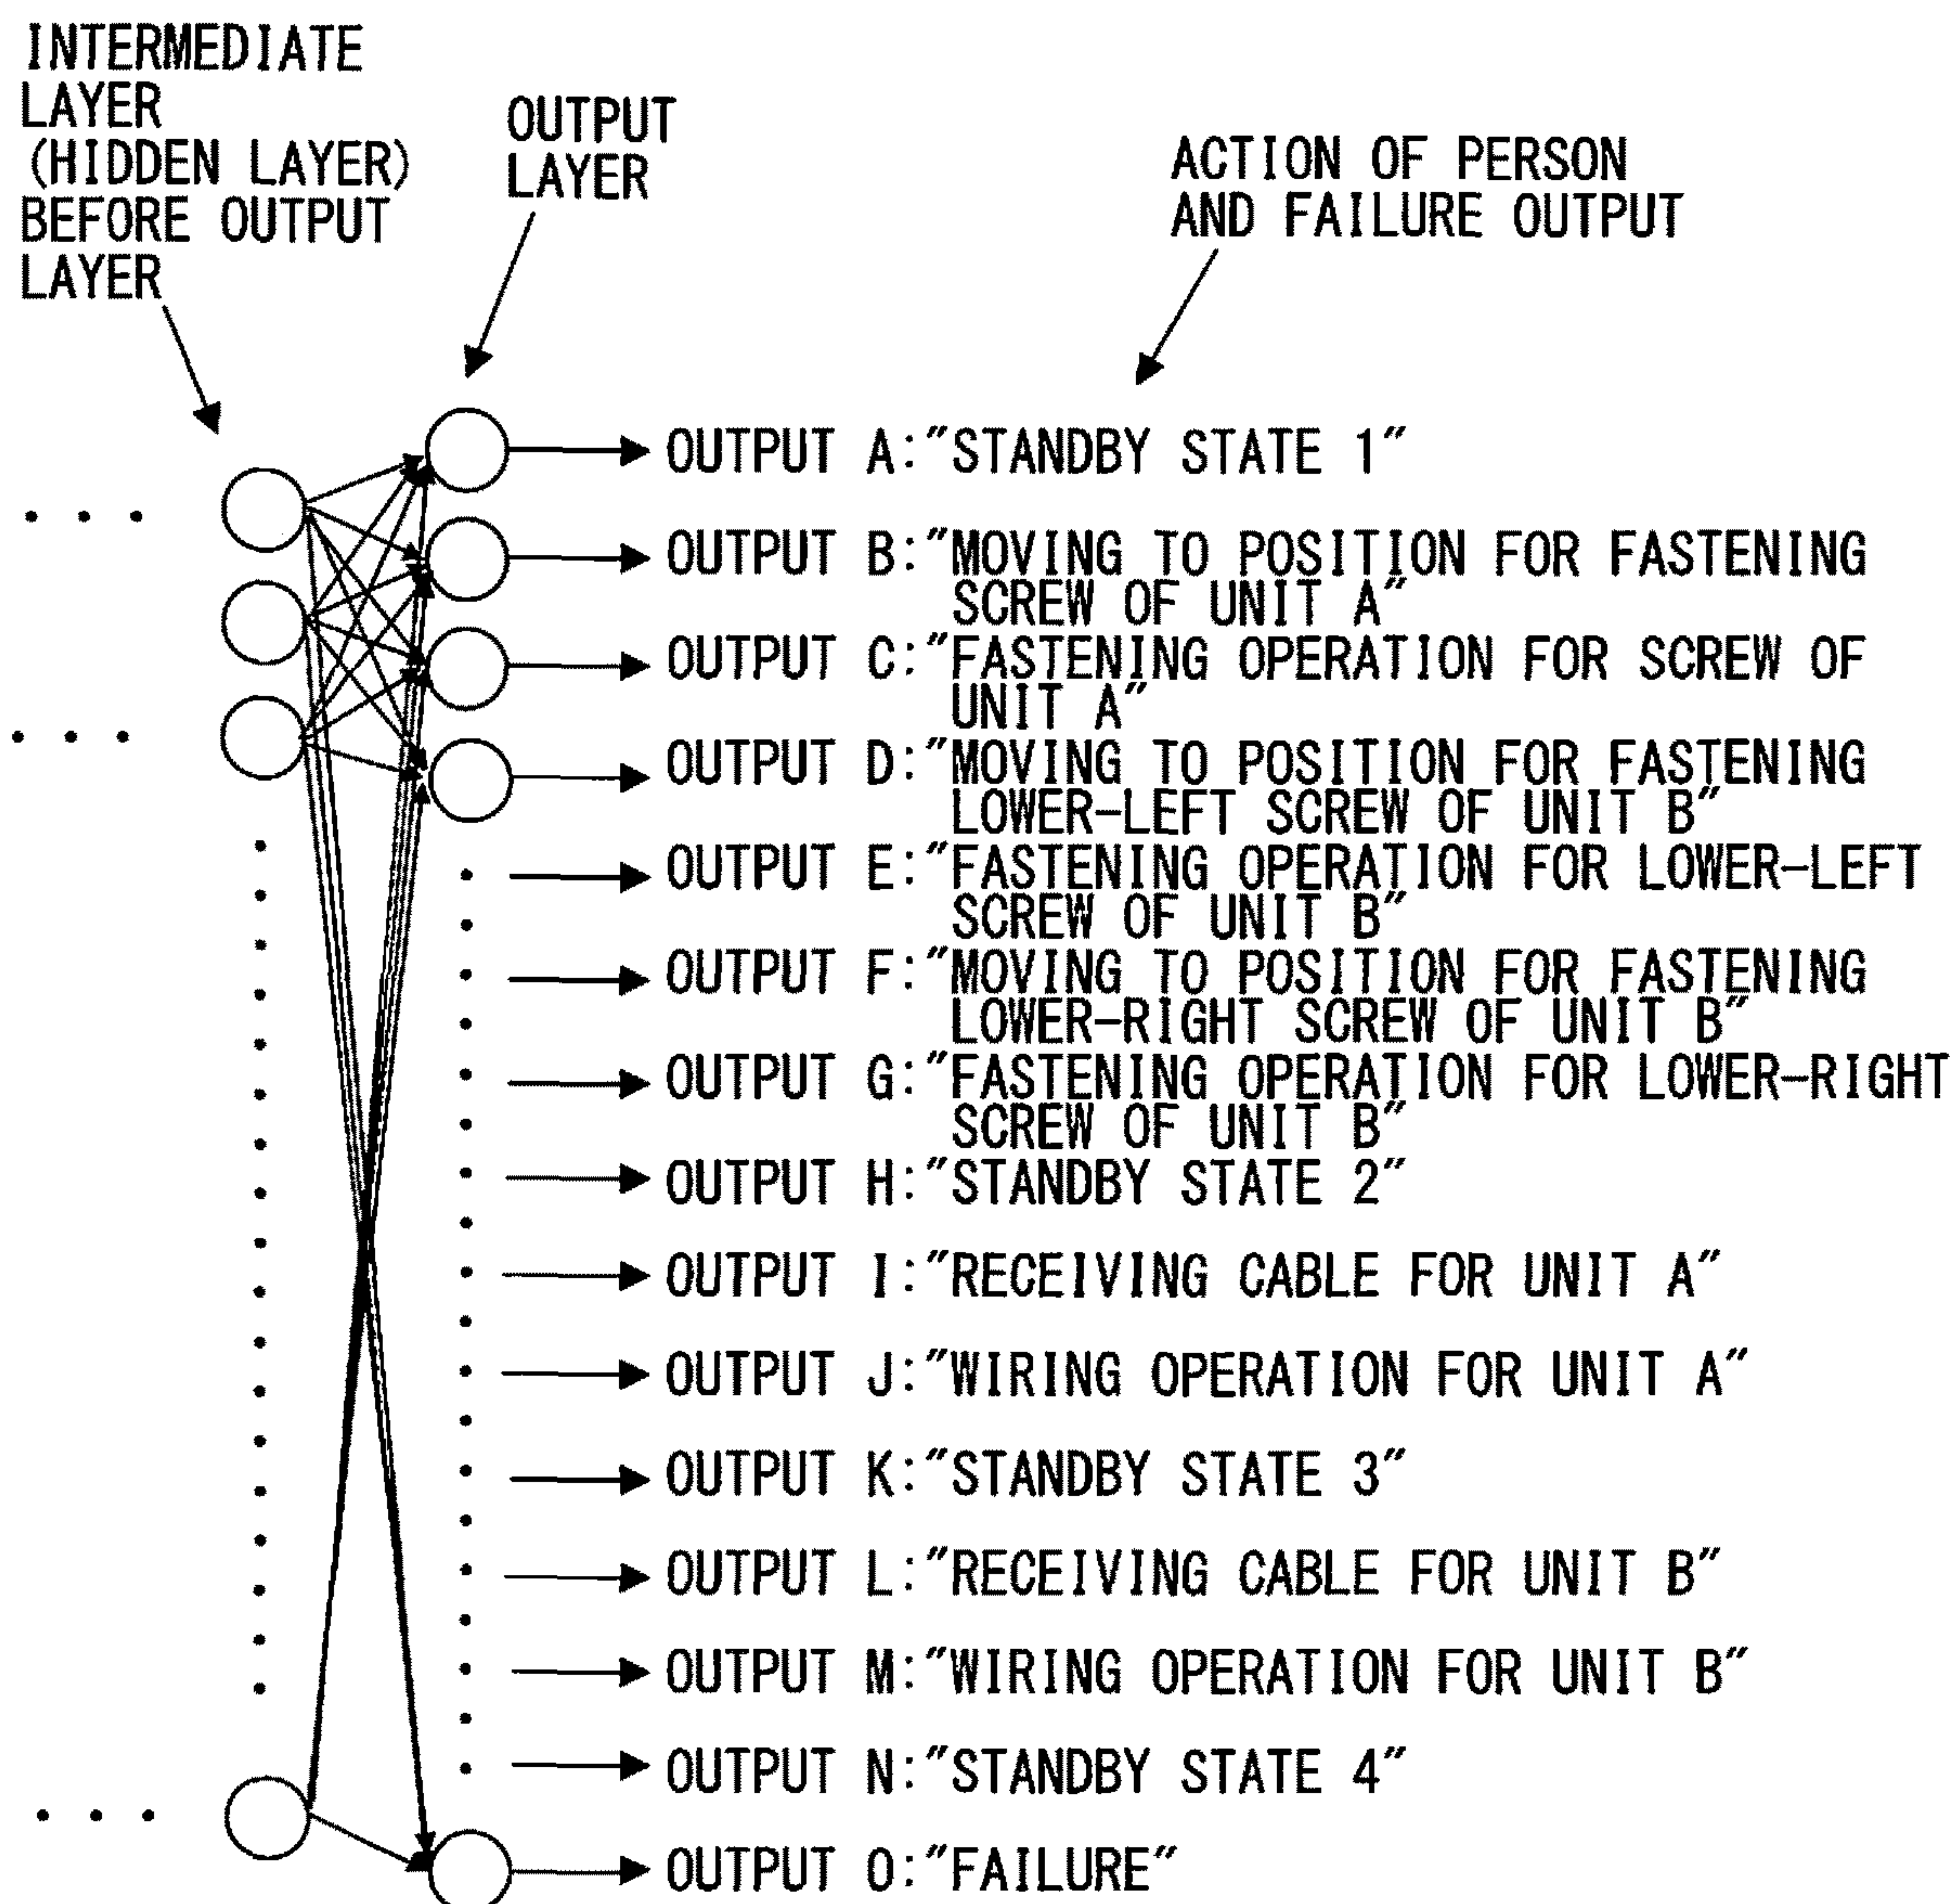 INTERMEDIATE
LAYER
(HIDDEN LAYER)
BEFORE OUTPUT
LAYER
OUTPUT
LAYER
ACTION OF PERSON
AND FAILURE OUTPUT
OUTPUT A:"STANDBY STATE 1"
OUTPUT B:"MOVING TO POSITION FOR FASTENING
SCREW OF UNIT A"
OUTPUT C:"FASTENING OPERATION FOR SCREW OF
UNIT A"
OUTPUT D:"MOVING TO POSITION FOR FASTENING
LOWER-LEFT SCREW OF UNIT B"
OUTPUT E:"FASTENING OPERATION FOR LOWER-LEFT
SCREW OF UNIT B"
OUTPUT F:"MOVING TO POSITION FOR FASTENING
LOWER-RIGHT SCREW OF UNIT B"
OUTPUT G:"FASTENING OPERATION FOR LOWER-RIGHT
SCREW OF UNIT B"
OUTPUT H:"STANDBY STATE 2"
OUTPUT I:"RECEIVING CABLE FOR UNIT A"
OUTPUT J:"WIRING OPERATION FOR UNIT A"
OUTPUT K:"STANDBY STATE 3"
OUTPUT L:"RECEIVING CABLE FOR UNIT B"
OUTPUT M:"WIRING OPERATION FOR UNIT B"
OUTPUT N:"STANDBY STATE 4"
OUTPUT O:"FAILURE"